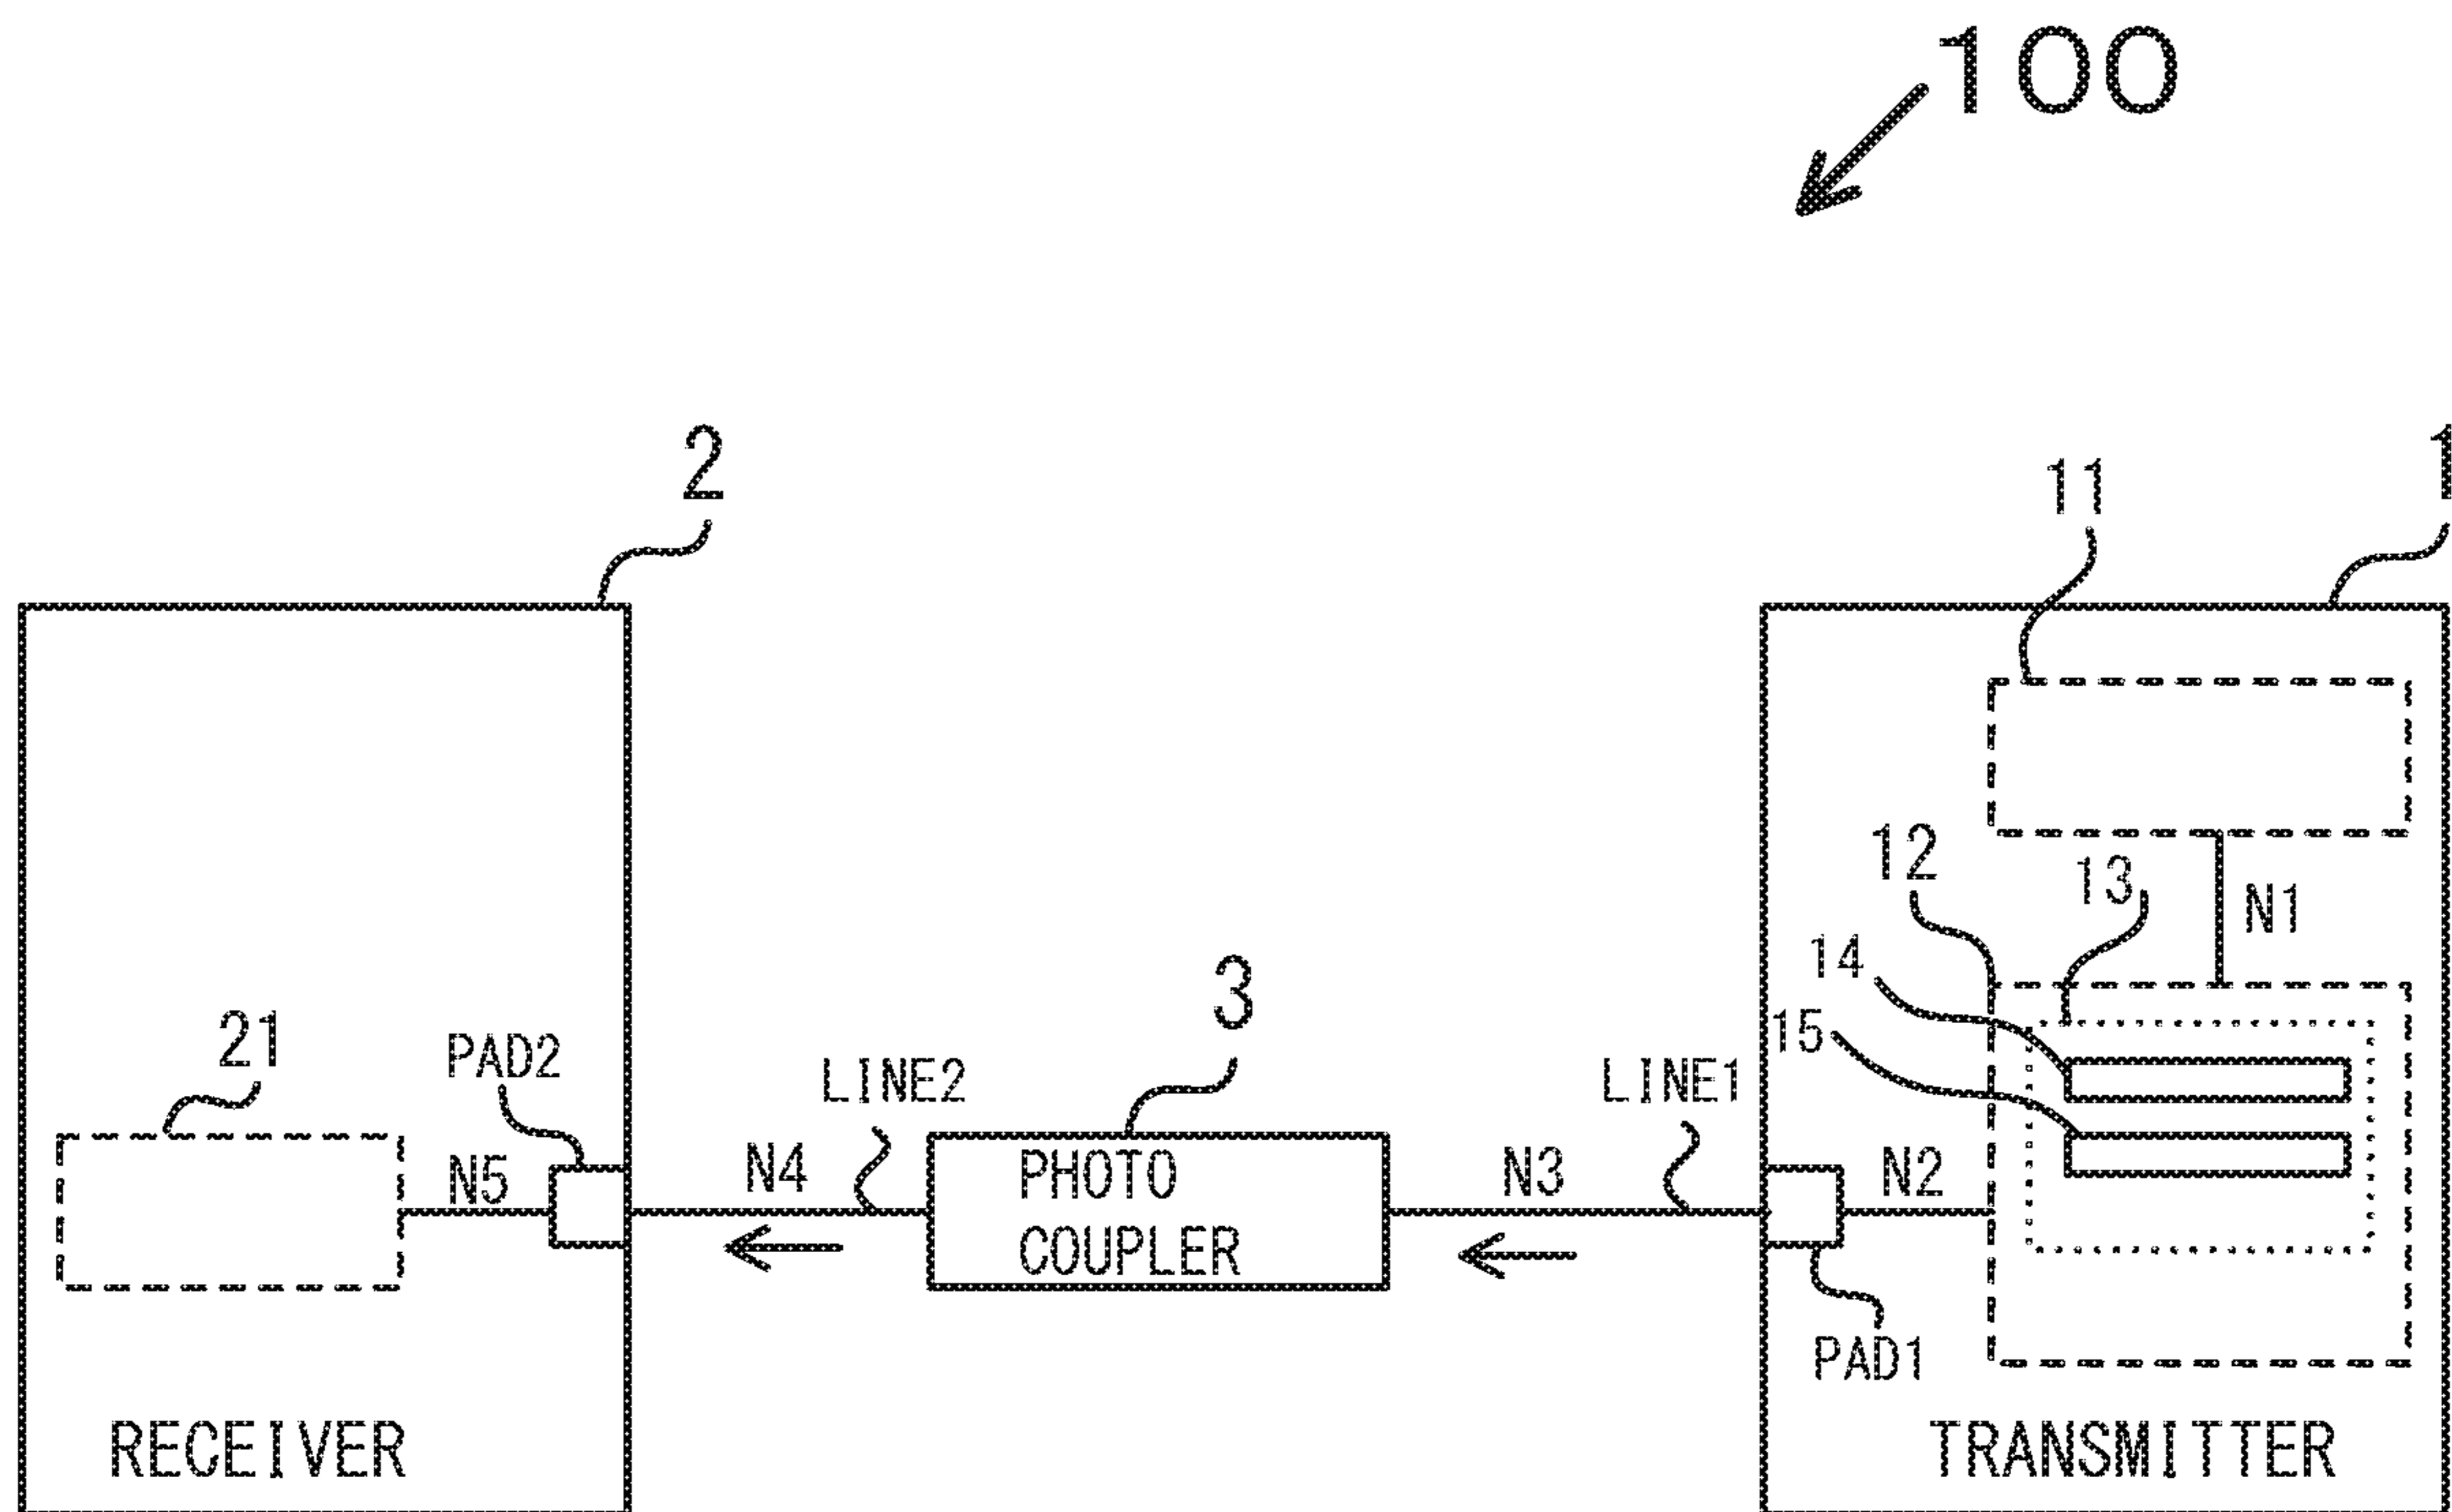 100
2
11
1
12
13
N1
14
15
3
21
PAD2
LINE2
LINE1
N5
N4
PHOTO
COUPLER
N3
N2
PAD1
RECEIVER
TRANSMITTER